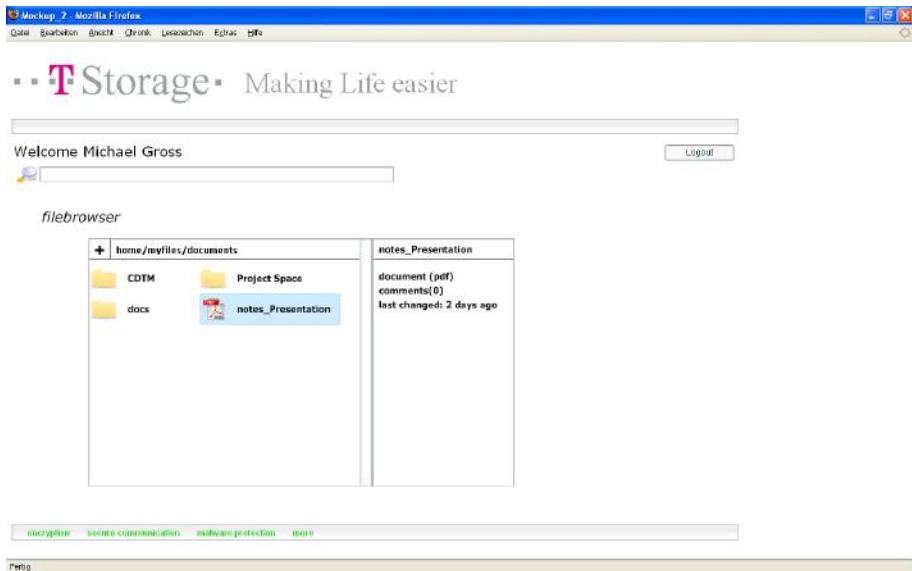 Mockup_2 - Mozilla Firefox
Datei Bearbeiten Ansicht Chronik Lesezeichen Extras Hilfe
T Storage Making Life easier
Welcome Michael Gross
Logout
filebrowser
+ home/myfiles/documents
notes_Presentation
CDTM
Project Space
docs
notes_Presentation
document (pdf)
comments(0)
last changed: 2 days ago
encryption secure communication malware protection more
Fertig